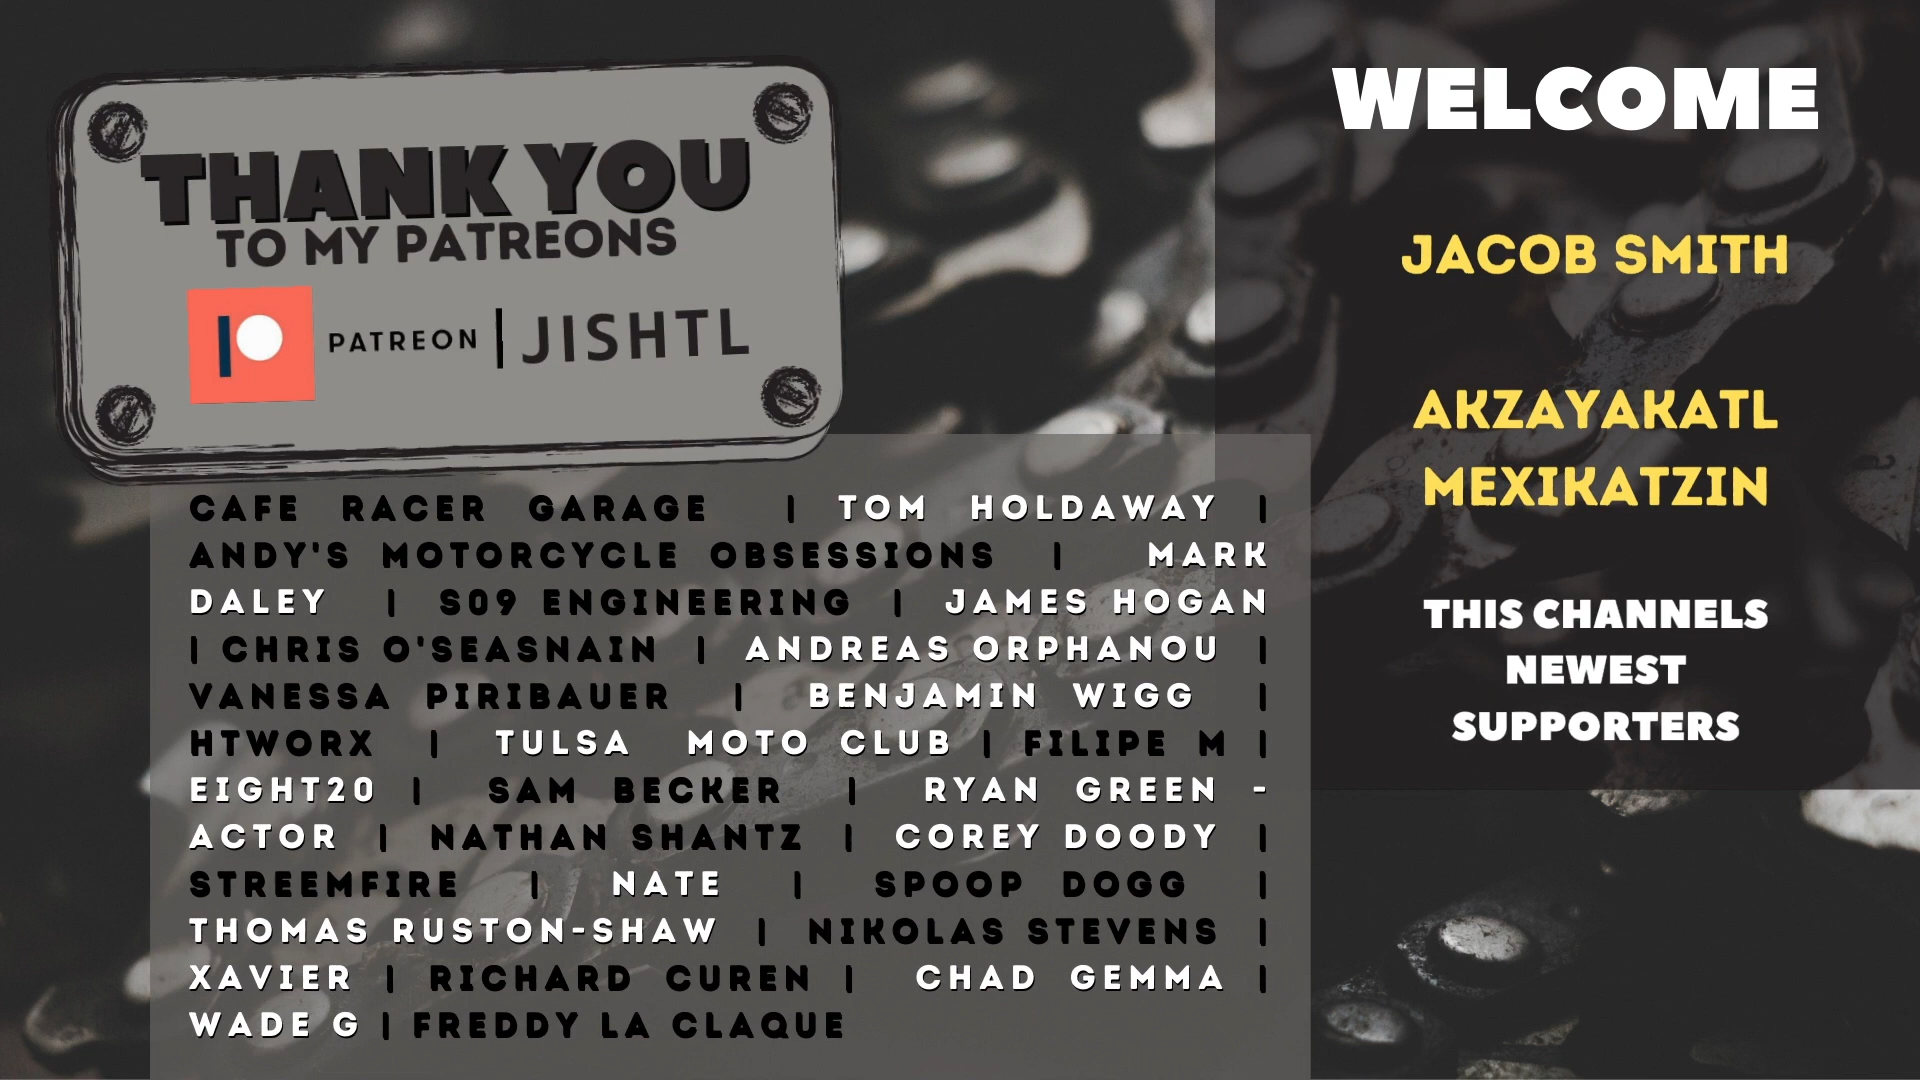 THANK YOU
TO MY PATREONS
PATREON | JISHTL
CAFE RACER GARAGE | TOM HOLDAWAY |
ANDY'S MOTORCYCLE OBSESSIONS | MARK
DALEY | S09 ENGINEERING | JAMES HOGAN
| CHRIS O'SEASNAIN | ANDREAS ORPHANOU |
VANESSA PIRIBAUER | BENJAMIN WIGG |
HTWORX | TULSA MOTO CLUB | FILIPE M |
EIGHT20 | SAM BECKER | RYAN GREEN -
ACTOR | NATHAN SHANTZ | COREY DOODY |
STREEMFIRE | NATE | SPOOP DOGG |
THOMAS RUSTON-SHAW | NIKOLAS STEVENS |
XAVIER | RICHARD CUREN | CHAD GEMMA |
WADE G | FREDDY LA CLAQUE
WELCOME
JACOB SMITH
AKZAYAKATL
MEXIKATZIN
THIS CHANNELS
NEWEST
SUPPORTERS